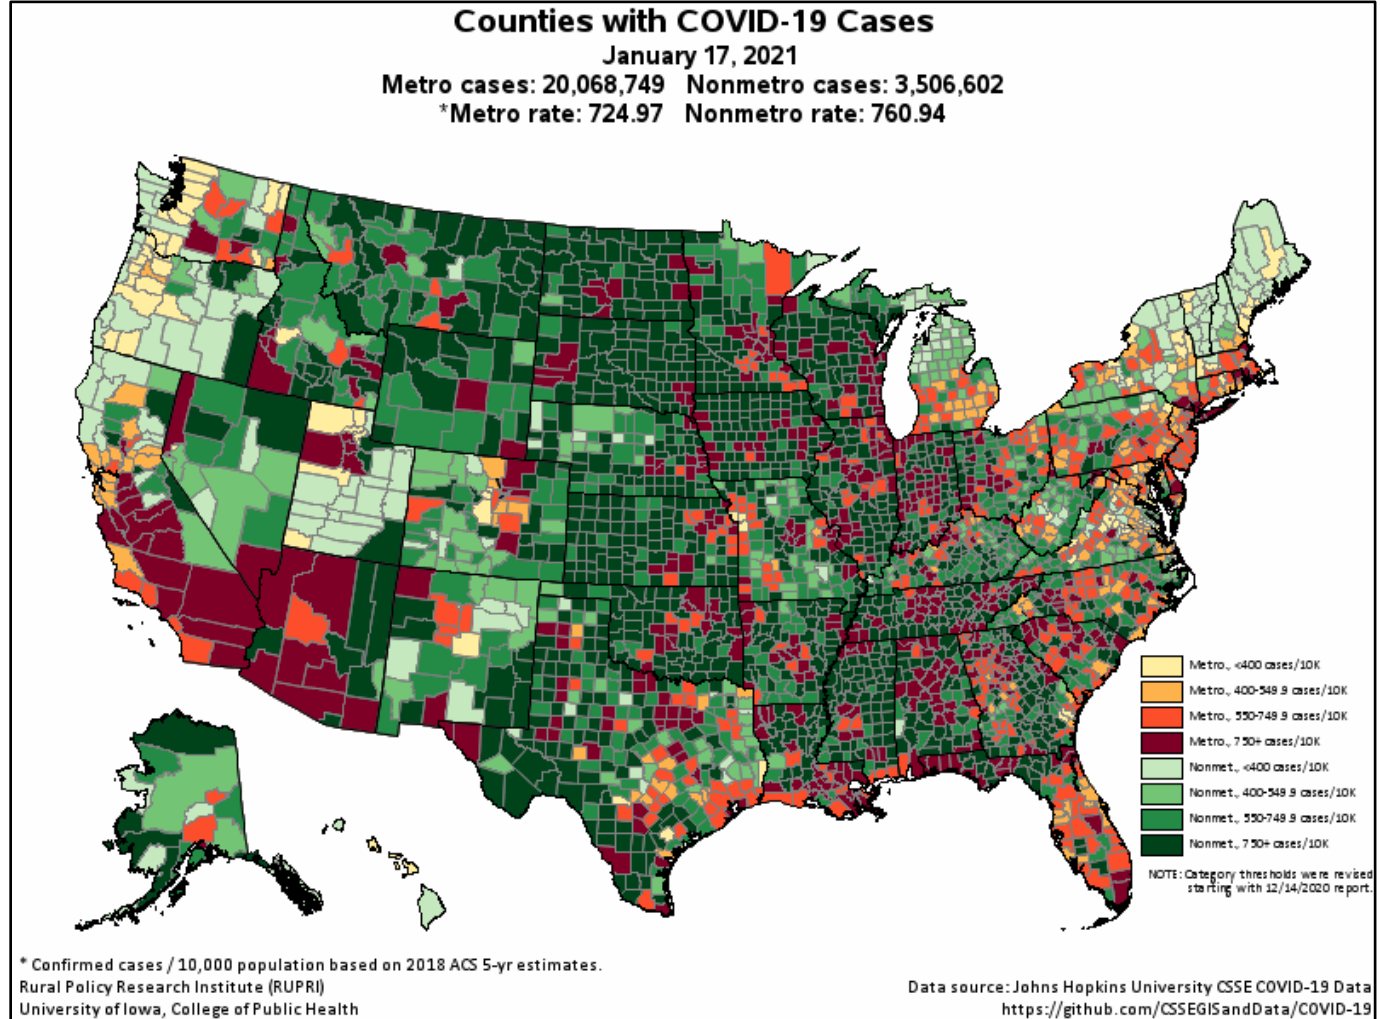 Counties with COVID-19 Cases
January 17, 2021
Metro cases: 20,068,749 Nonmetro cases: 3,506,602
*Metro rate: 724.97 Nonmetro rate: 760.94
Metro., <400 cases/10K
Metro., 400-549.9 cases/10K
Metro., 550-749.9 cases/10K
Metro., 750+ cases/10K
Nonmet., <400 cases/10K
Nonmet., 400-549.9 cases/10K
Nonmet., 550-749.9 cases/10K
Nonmet., 750+ cases/10K
NOTE: Category thresholds were revised
starting with 12/14/2020 report.
* Confirmed cases / 10,000 population based on 2018 ACS 5-yr estimates.
Rural Policy Research Institute (RUPRI)
University of Iowa, College of Public Health
Data source: Johns Hopkins University CSSE COVID-19 Data
https://github.com/CSSEGISandData/COVID-19